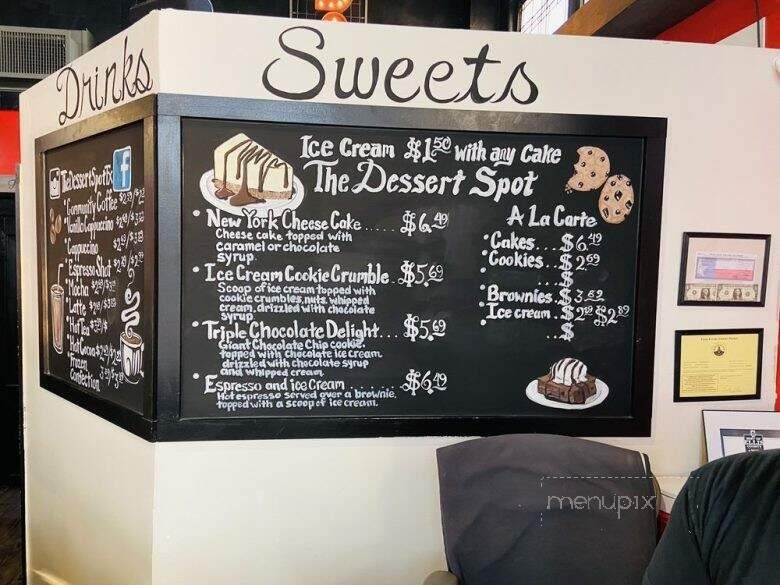 Drinks
Sweets
TheDessertSpot
Community Coffee
Vanilla Cappuccino
Cappuccino
Espresso Shot
Mocha
Latte
Hot Tea
Hot Cocoa
Frozen
Confection
Ice Cream $1.50 with any Cake
The Dessert Spot
New York Cheese Cake ..... $6.49
Cheese cake topped with
caramel or chocolate
syrup.
Ice Cream Cookie Crumble.. $5.69
Scoop of ice cream topped with
cookie crumbles, nuts, whipped
cream, drizzled with chocolate
syrup
Triple Chocolate Delight... $5.69
Giant Chocolate Chip cookie,
topped with chocolate ice cream,
drizzled with chocolate syrup
and whipped cream
Espresso and ice Cream ........ $6.49
Hot espresso served over a brownie,
topped with a scoop of ice cream.
A La Carte
Cakes... $6.49
Cookies... $2.69
... $
Brownies. $3.69
Ice cream.
... $
menupix